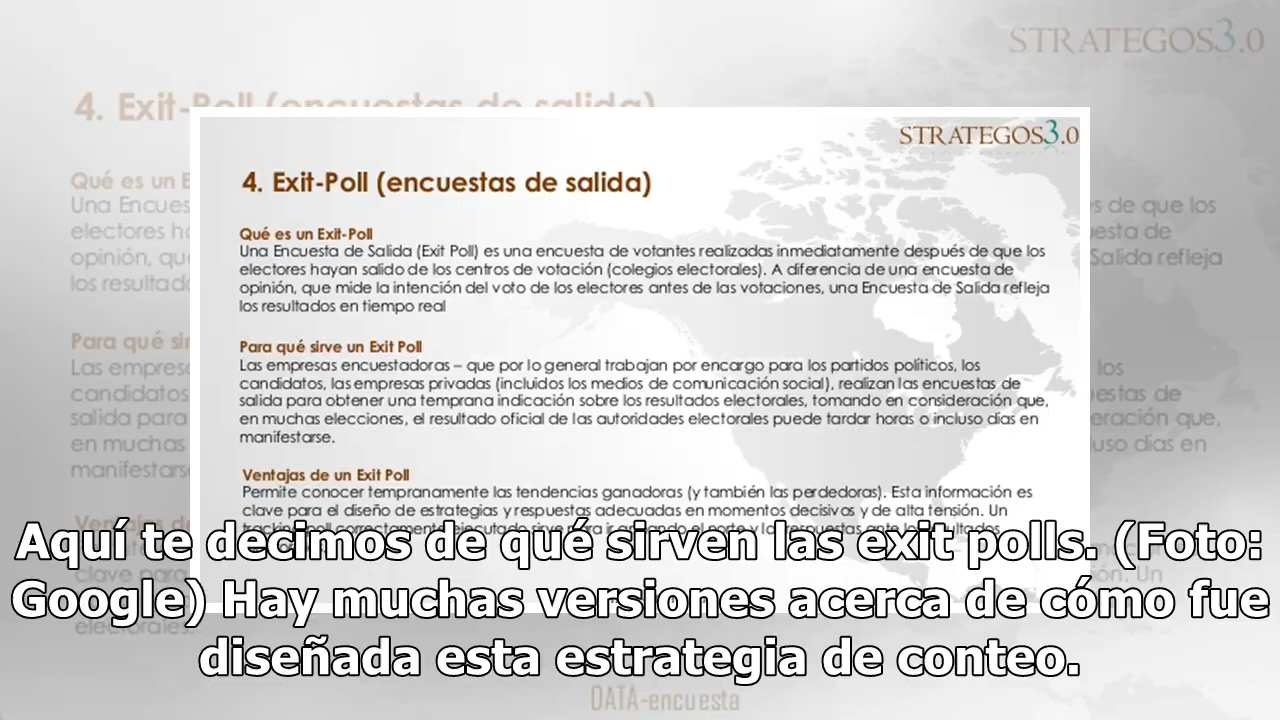 STRATEGOS3.0
4. Exit-Poll (encuestas de salida)
STRATEGOS3.0
4. Exit-Poll (encuestas de salida)
Qué es un Exit-Poll
Una Encuesta de Salida (Exit Poll) es una encuesta de votantes realizadas inmediatamente después de que los
electores hayan salido de los centros de votación (colegios electorales). A diferencia de una encuesta de
opinión, que mide la intención del voto de los electores antes de las votaciones, una Encuesta de Salida refleja
los resultados en tiempo real
Para qué sirve un Exit Poll
Las empresas encuestadoras – que por lo general trabajan por encargo para los partidos políticos, los
candidatos, las empresas privadas (incluidos los medios de comunicación social), realizan las encuestas de
salida para obtener una temprana indicación sobre los resultados electorales, tomando en consideración que,
en muchas elecciones, el resultado oficial de las autoridades electorales puede tardar horas o incluso días en
manifestarse.
Ventajas de un Exit Poll
Permite conocer tempranamente las tendencias ganadoras (y también las perdedoras). Esta información es
clave para el diseño de estrategias y respuestas adecuadas en momentos decisivos y de alta tensión. Un
Aquí te decimos de qué sirven las exit polls. (Foto:
Google) Hay muchas versiones acerca de cómo fue
diseñada esta estrategia de conteo.
DATA-encuesta